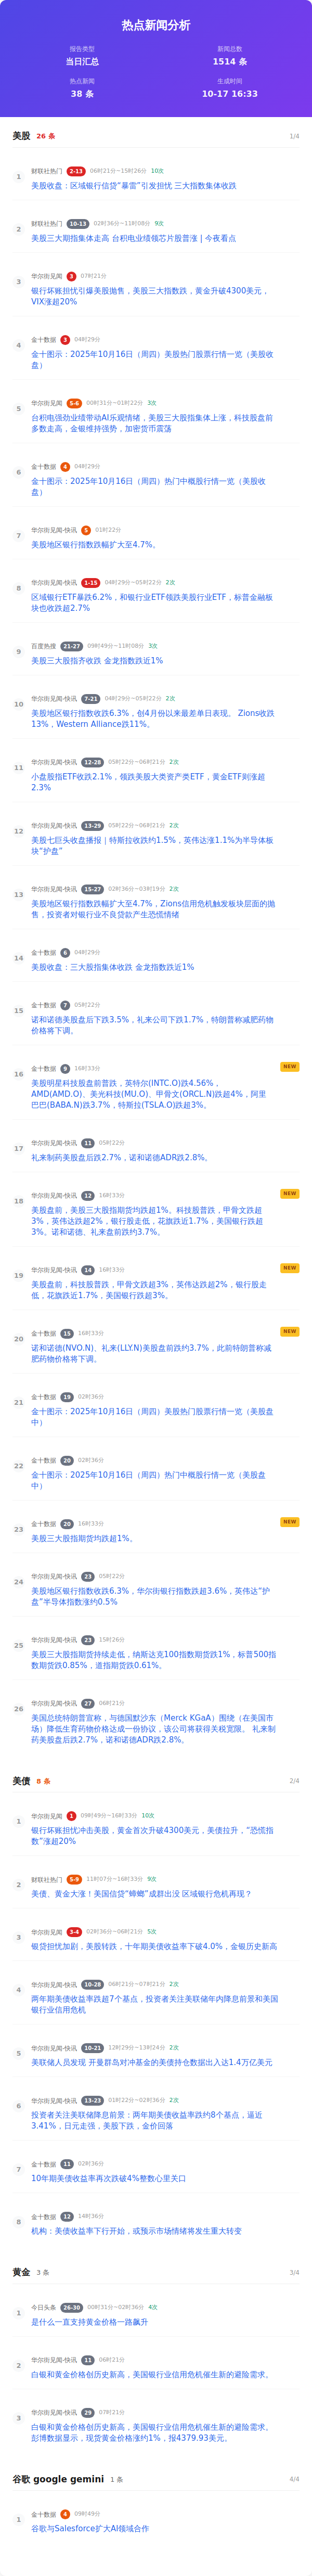 热点新闻分析
报告类型
当日汇总
新闻总数
1514 条
热点新闻
38 条
生成时间
10-17 16:33
美股 26 条 1/4
1
财联社热门 2-13 06时21分~15时26分 10次
美股收盘：区域银行信贷“暴雷”引发担忧 三大指数集体收跌
2
财联社热门 10-13 02时36分~11时08分 9次
美股三大期指集体走高 台积电业绩领芯片股普涨 | 今夜看点
3
华尔街见闻 3 07时21分
银行坏账担忧引爆美股抛售，美股三大指数跌，黄金升破4300美元，
VIX涨超20%
4
金十数据 3 04时29分
金十图示：2025年10月16日（周四）美股热门股票行情一览（美股收
盘）
5
华尔街见闻 5-6 00时31分~01时22分 3次
台积电强劲业绩带动AI乐观情绪，美股三大股指集体上涨，科技股盘前
多数走高，金银维持强势，加密货币震荡
6
金十数据 4 04时29分
金十图示：2025年10月16日（周四）热门中概股行情一览（美股收
盘）
7
华尔街见闻-快讯 5 01时22分
美股地区银行指数跌幅扩大至4.7%。
8
华尔街见闻-快讯 1-15 04时29分~05时22分 2次
区域银行ETF暴跌6.2%，和银行业ETF领跌美股行业ETF，标普金融板
块也收跌超2.7%
9
百度热搜 21-27 09时49分~11时08分 3次
美股三大股指齐收跌 金龙指数跌近1%
10
华尔街见闻-快讯 7-21 04时29分~05时22分 2次
美股地区银行指数收跌6.3%，创4月份以来最差单日表现。 Zions收跌
13%，Western Alliance跌11%。
11
华尔街见闻-快讯 12-28 05时22分~06时21分 2次
小盘股指ETF收跌2.1%，领跌美股大类资产类ETF，黄金ETF则涨超
2.3%
12
华尔街见闻-快讯 13-29 05时22分~06时21分 2次
美股七巨头收盘播报｜特斯拉收跌约1.5%，英伟达涨1.1%为半导体板
块“护盘”
13
华尔街见闻-快讯 15-27 02时36分~03时19分 2次
美股地区银行指数跌幅扩大至4.7%，Zions信用危机触发板块层面的抛
售，投资者对银行业不良贷款产生恐慌情绪
14
金十数据 6 04时29分
美股收盘：三大股指集体收跌 金龙指数跌近1%
15
金十数据 7 05时22分
诺和诺德美股盘后下跌3.5%，礼来公司下跌1.7%，特朗普称减肥药物
价格将下调。
16
金十数据 9 16时33分 NEW
美股明星科技股盘前普跌，英特尔(INTC.O)跌4.56% ，
AMD(AMD.O)、美光科技(MU.O)、甲骨文(ORCL.N)跌超4%，阿里
巴巴(BABA.N)跌3.7%，特斯拉(TSLA.O)跌超3%。
17
华尔街见闻-快讯 11 05时22分
礼来制药美股盘后跌2.7%，诺和诺德ADR跌2.8%。
18
华尔街见闻-快讯 12 16时33分 NEW
美股盘前，美股三大股指期货均跌超1%。科技股普跌，甲骨文跌超
3%，英伟达跌超2%，银行股走低，花旗跌近1.7%，美国银行跌超
3%。诺和诺德、礼来盘前跌约3.7%。
19
华尔街见闻-快讯 14 16时33分 NEW
美股盘前，科技股普跌，甲骨文跌超3%，英伟达跌超2%，银行股走
低，花旗跌近1.7%，美国银行跌超3%。
20
金十数据 15 16时33分 NEW
诺和诺德(NVO.N)、礼来(LLY.N)美股盘前跌约3.7%，此前特朗普称减
肥药物价格将下调。
21
金十数据 19 02时36分
金十图示：2025年10月16日（周四）美股热门股票行情一览（美股盘
中）
22
金十数据 20 02时36分
金十图示：2025年10月16日（周四）热门中概股行情一览（美股盘
中）
23
金十数据 20 16时33分 NEW
美股三大股指期货均跌超1%。
24
华尔街见闻-快讯 23 05时22分
美股地区银行指数收跌6.3%，华尔街银行指数跌超3.6%，英伟达“护
盘”半导体指数涨约0.5%
25
华尔街见闻-快讯 23 15时26分
美股三大股指期货持续走低，纳斯达克100指数期货跌1%，标普500指
数期货跌0.85%，道指期货跌0.61%。
26
华尔街见闻-快讯 27 06时21分
美国总统特朗普宣称，与德国默沙东（Merck KGaA）围绕（在美国市
场）降低生育药物价格达成一份协议，该公司将获得关税宽限。 礼来制
药美股盘后跌2.7%，诺和诺德ADR跌2.8%。
美债 8 条 2/4
1
华尔街见闻 1 09时49分~16时33分 10次
银行坏账担忧冲击美股，黄金首次升破4300美元，美债拉升，“恐慌指
数”涨超20%
2
财联社热门 5-9 11时07分~16时33分 9次
美债、黄金大涨！美国信贷“蟑螂”成群出没 区域银行危机再现？
3
华尔街见闻 3-4 02时36分~06时21分 5次
银贷担忧加剧，美股转跌，十年期美债收益率下破4.0%，金银历史新高
4
华尔街见闻-快讯 10-28 06时21分~07时21分 2次
两年期美债收益率跌超7个基点，投资者关注美联储年内降息前景和美国
银行业信用危机
5
华尔街见闻-快讯 10-21 12时29分~13时24分 2次
美联储人员发现 开曼群岛对冲基金的美债持仓数据出入达1.4万亿美元
6
华尔街见闻-快讯 13-23 01时22分~02时36分 2次
投资者关注美联储降息前景：两年期美债收益率跌约8个基点，逼近
3.41%，日元走强，美股下跌，金价回落
7
金十数据 11 02时36分
10年期美债收益率再次跌破4%整数心里关口
8
金十数据 12 14时36分
机构：美债收益率下行开始，或预示市场情绪将发生重大转变
黄金 3 条 3/4
1
今日头条 26-30 00时31分~02时36分 4次
是什么一直支持黄金价格一路飙升
2
华尔街见闻-快讯 11 06时21分
白银和黄金价格创历史新高，美国银行业信用危机催生新的避险需求。
3
华尔街见闻-快讯 29 07时21分
白银和黄金价格创历史新高，美国银行业信用危机催生新的避险需求。
彭博数据显示，现货黄金涨约1%，报4379.93美元。
谷歌 google gemini 1 条 4/4
1
金十数据 4 09时49分
谷歌与Salesforce扩大AI领域合作